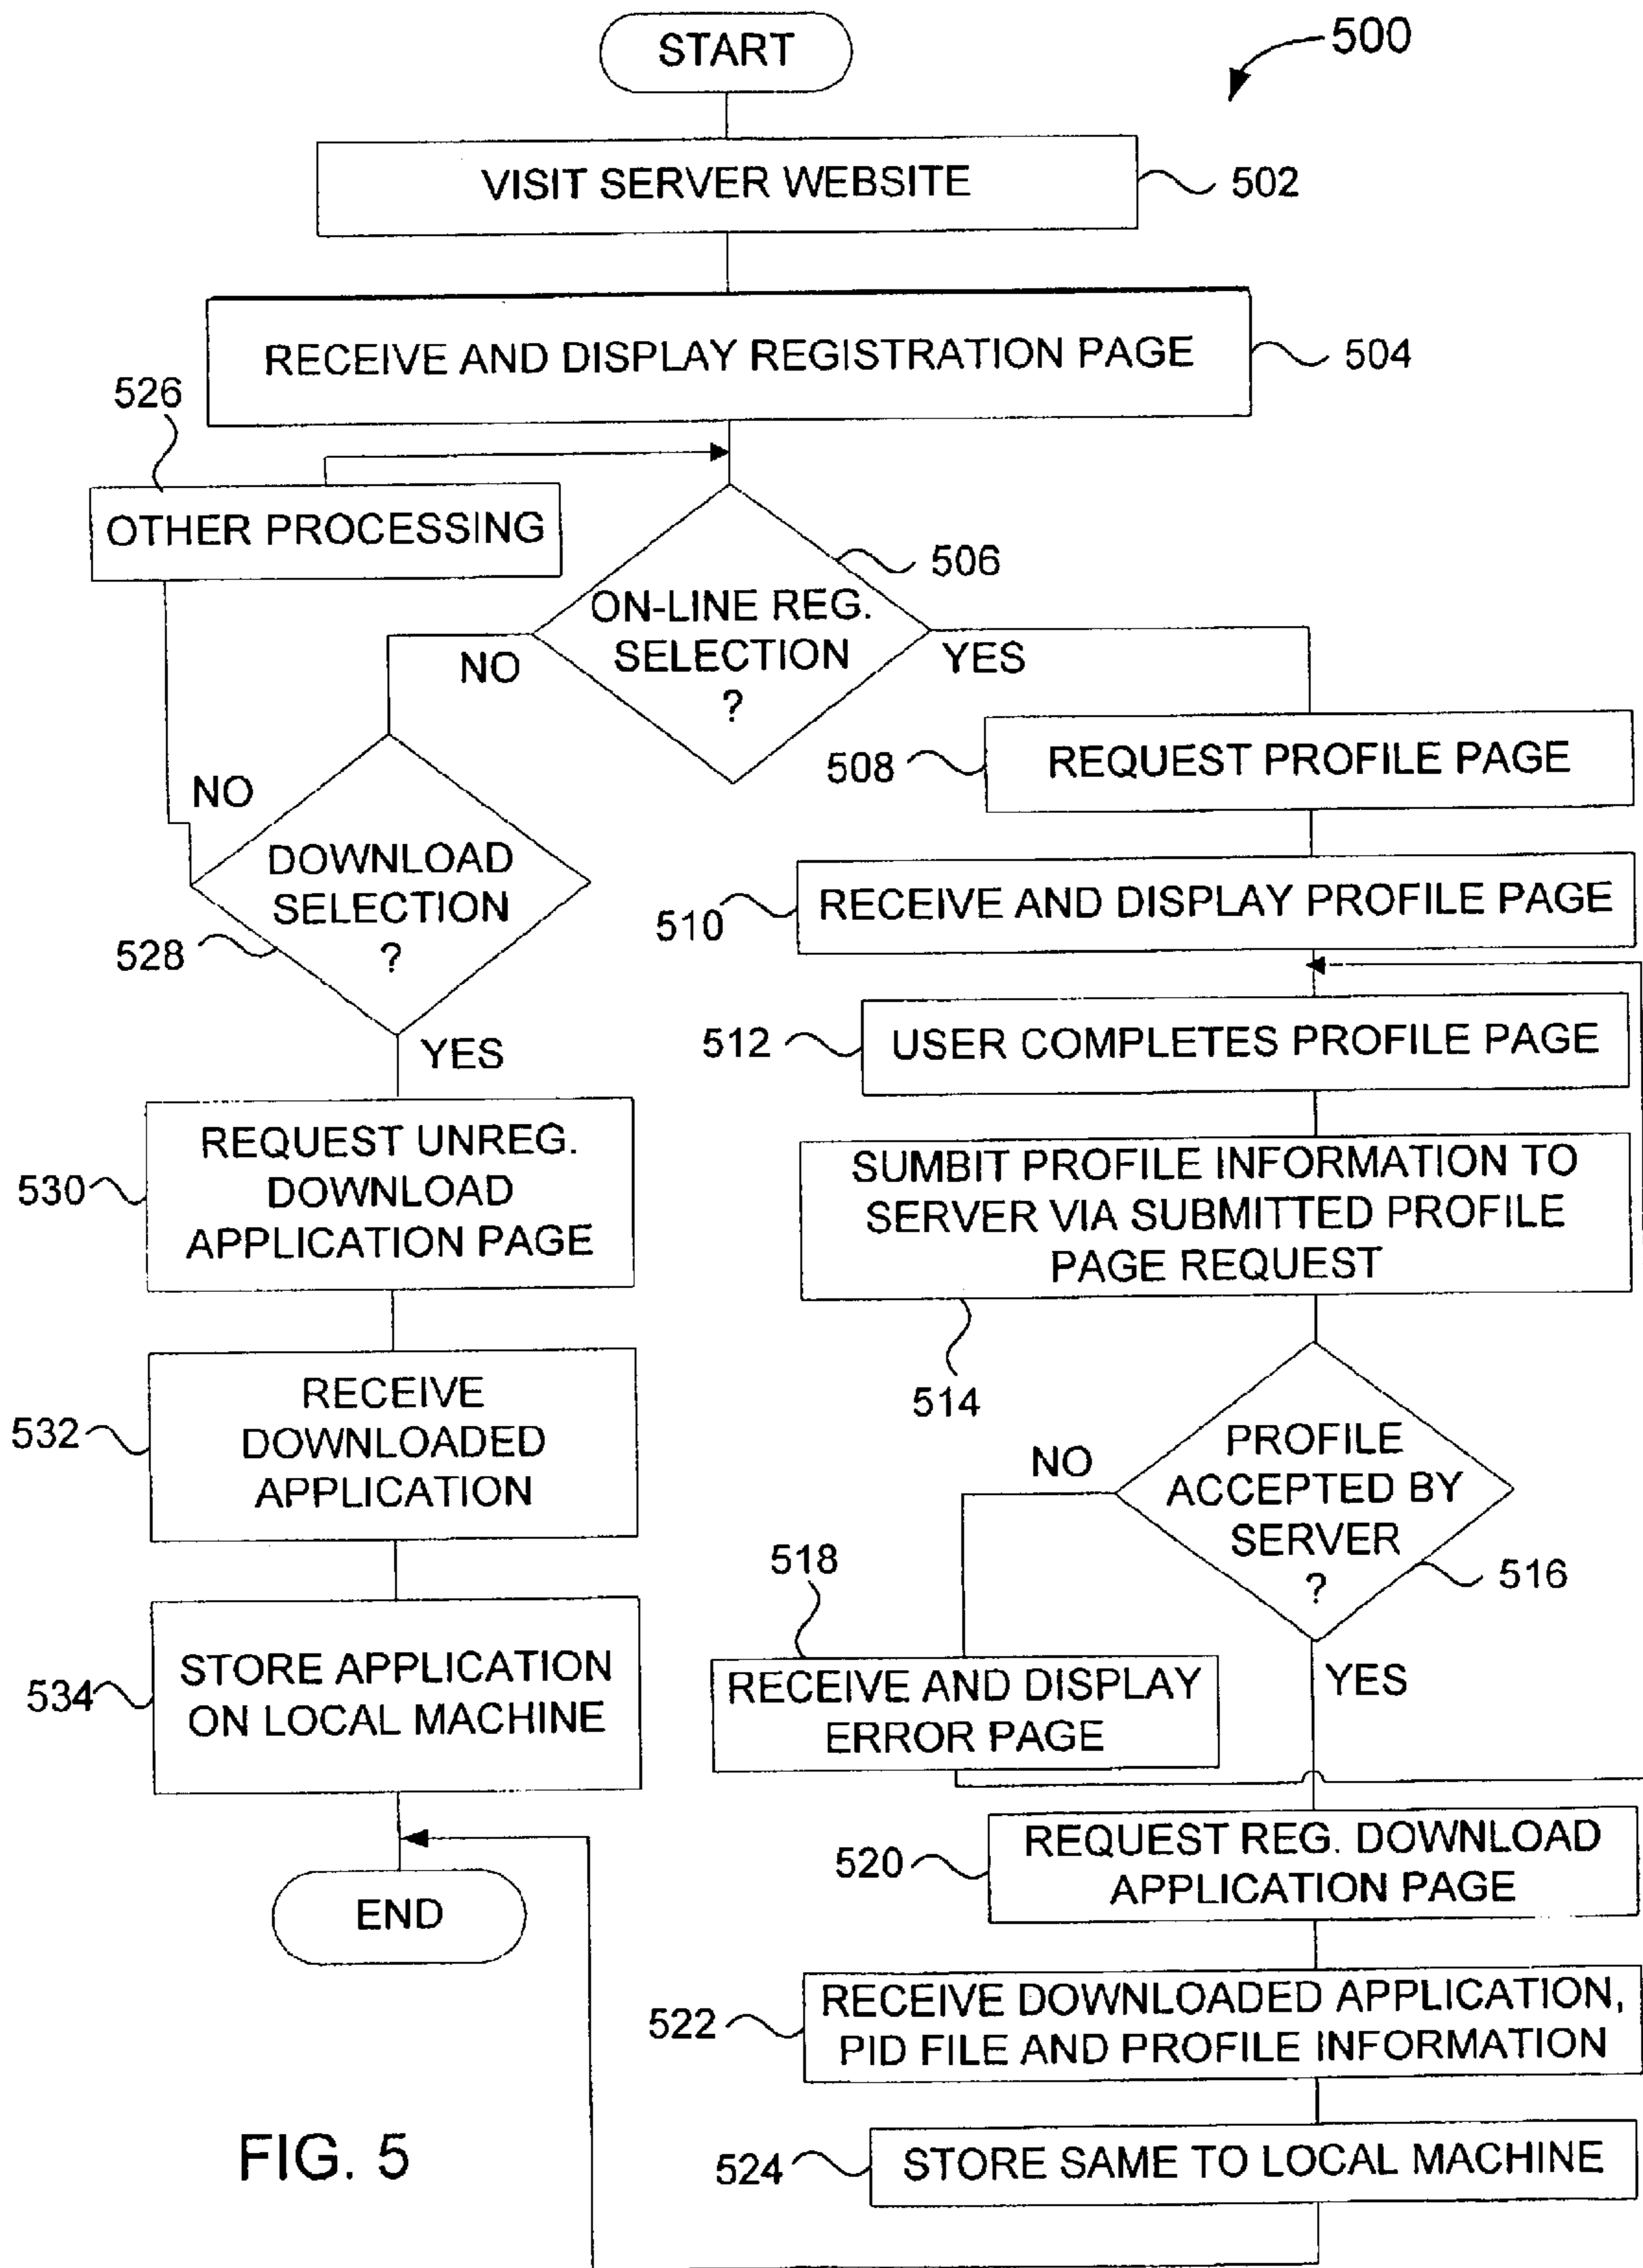 START
500
VISIT SERVER WEBSITE
502
RECEIVE AND DISPLAY REGISTRATION PAGE
504
526
OTHER PROCESSING
506
ON-LINE REG.
SELECTION
?
NO
YES
508
REQUEST PROFILE PAGE
NO
DOWNLOAD
SELECTION
?
528
YES
510
RECEIVE AND DISPLAY PROFILE PAGE
512
USER COMPLETES PROFILE PAGE
530
REQUEST UNREG.
DOWNLOAD
APPLICATION PAGE
SUMBIT PROFILE INFORMATION TO
SERVER VIA SUBMITTED PROFILE
PAGE REQUEST
514
532
RECEIVE
DOWNLOADED
APPLICATION
NO
PROFILE
ACCEPTED BY
SERVER
?
516
518
YES
534
STORE APPLICATION
ON LOCAL MACHINE
RECEIVE AND DISPLAY
ERROR PAGE
520
REQUEST REG. DOWNLOAD
APPLICATION PAGE
END
522
RECEIVE DOWNLOADED APPLICATION,
PID FILE AND PROFILE INFORMATION
524
STORE SAME TO LOCAL MACHINE
FIG. 5